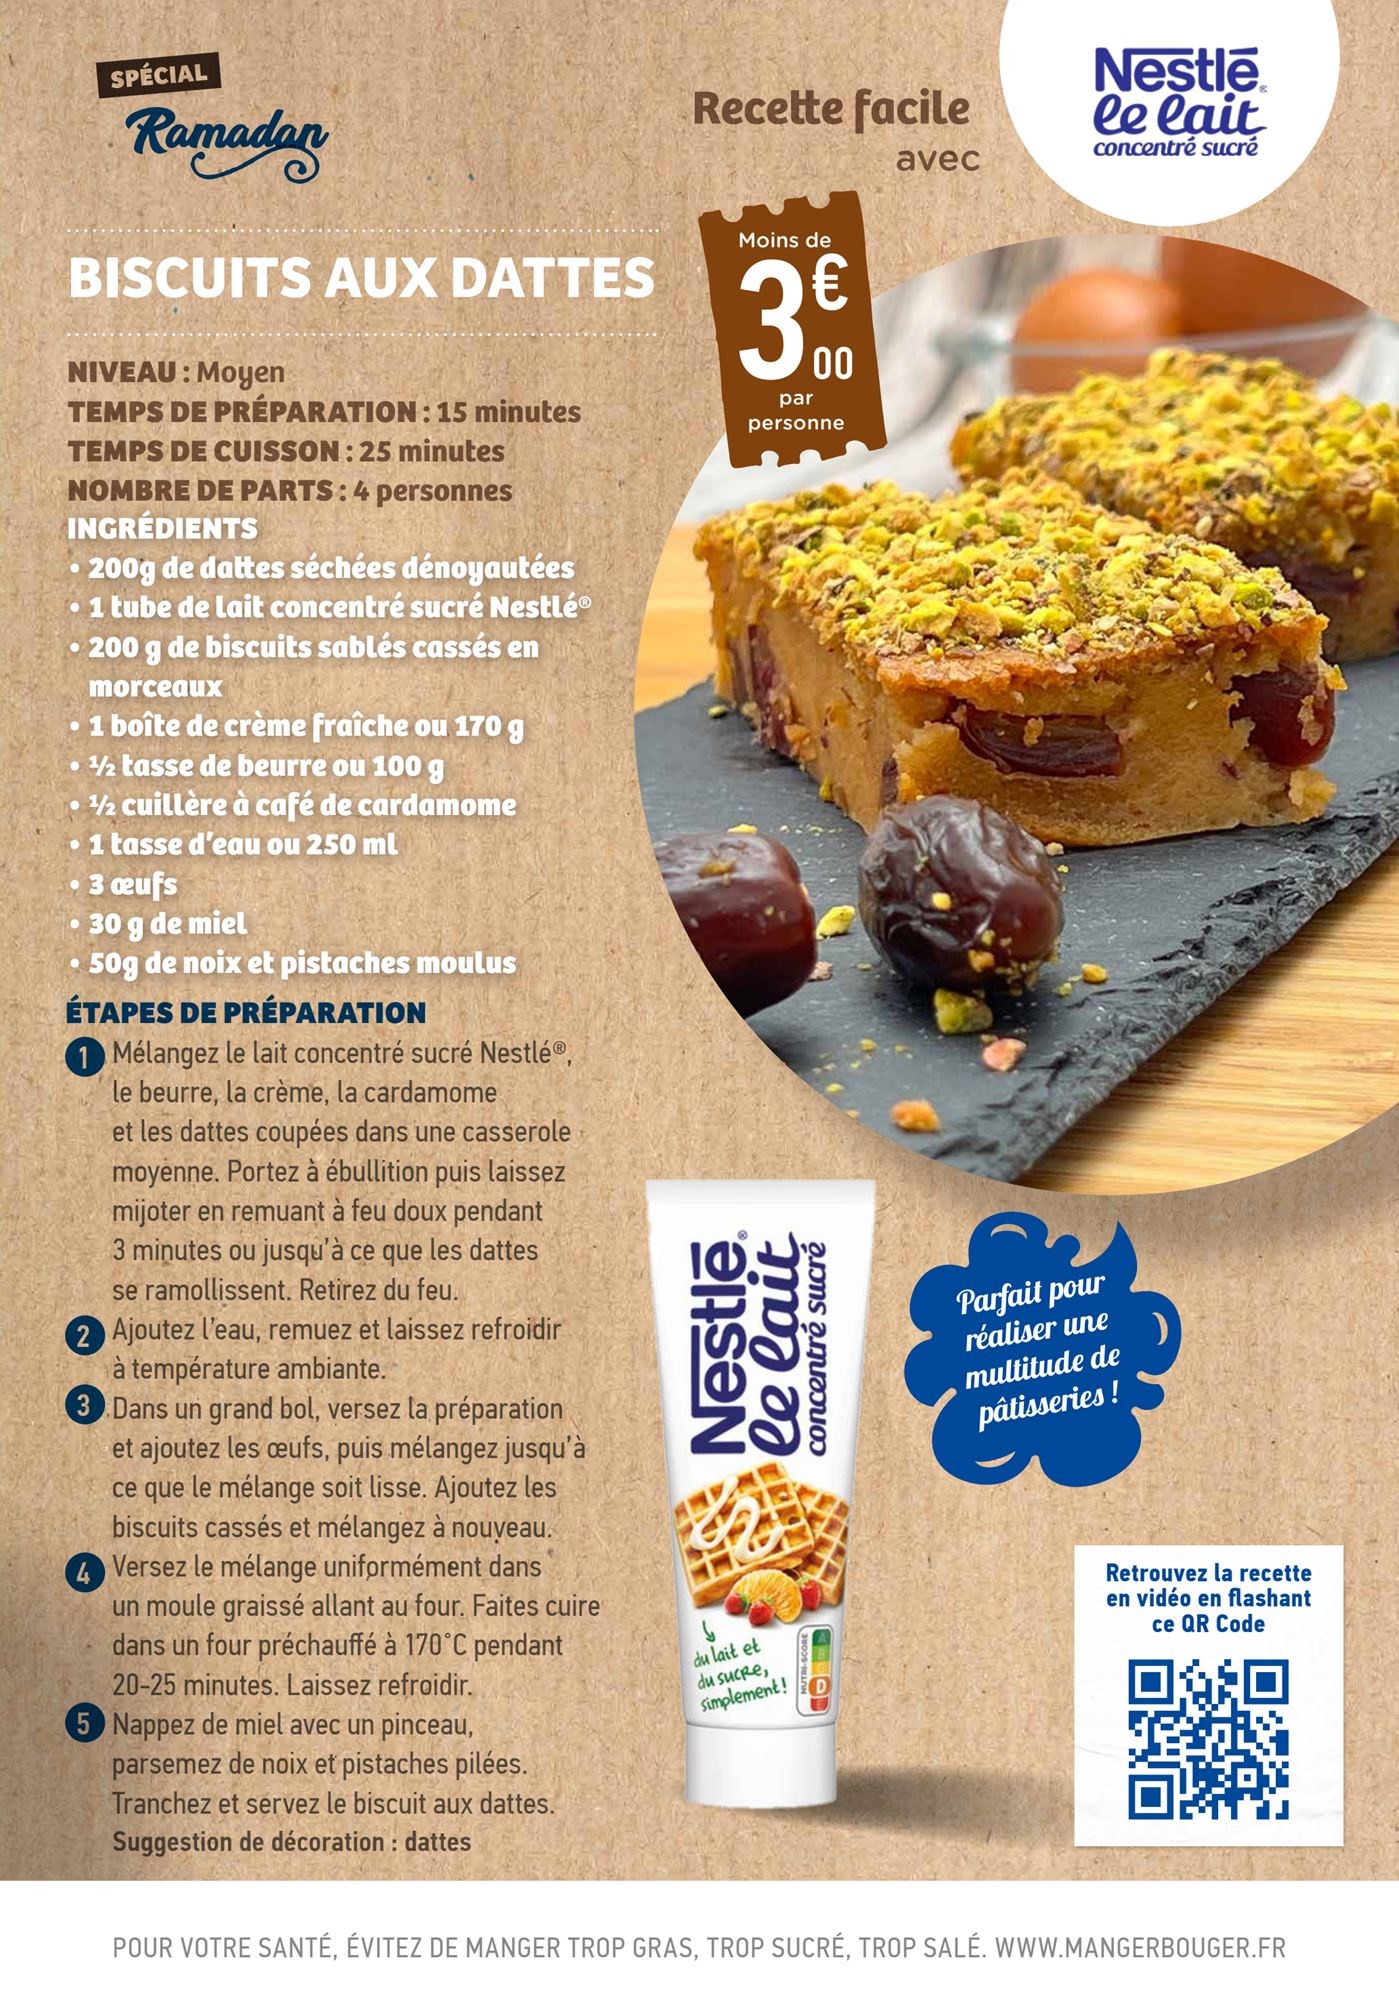 SPÉCIAL
Ramadan
Recette facile
avec
Nestlé®
le lait
concentré sucré
BISCUITS AUX DATTES
Moins de
3€00
par
personne
NIVEAU : Moyen
TEMPS DE PRÉPARATION : 15 minutes
TEMPS DE CUISSON : 25 minutes
NOMBRE DE PARTS : 4 personnes
INGRÉDIENTS
• 200g de dattes séchées dénoyautées
• 1 tube de lait concentré sucré Nestlé®
• 200 g de biscuits sablés cassés en
morceaux
• 1 boîte de crème fraîche ou 170 g
• ½ tasse de beurre ou 100 g
• ½ cuillère à café de cardamome
• 1 tasse d'eau ou 250 ml
• 3 œufs
• 30 g de miel
• 50g de noix et pistaches moulus
ÉTAPES DE PRÉPARATION
1 Mélangez le lait concentré sucré Nestlé®,
le beurre, la crème, la cardamome
et les dattes coupées dans une casserole
moyenne. Portez à ébullition puis laissez
mijoter en remuant à feu doux pendant
3 minutes ou jusqu'à ce que les dattes
se ramollissent. Retirez du feu.
2 Ajoutez l'eau, remuez et laissez refroidir
à température ambiante.
3 Dans un grand bol, versez la préparation
et ajoutez les œufs, puis mélangez jusqu'à
ce que le mélange soit lisse. Ajoutez les
biscuits cassés et mélangez à nouveau.
4 Versez le mélange uniformément dans
un moule graissé allant au four. Faites cuire
dans un four préchauffé à 170°C pendant
20-25 minutes. Laissez refroidir.
5 Nappez de miel avec un pinceau,
parsemez de noix et pistaches pilées.
Tranchez et servez le biscuit aux dattes.
Suggestion de décoration : dattes
Nestlé®
le lait
concentré sucré
du lait et
du sucre,
simplement !
NUTRI-SCORE
A
B
C
D
E
Parfait pour
réaliser une
multitude de
pâtisseries !
Retrouvez la recette
en vidéo en flashant
ce QR Code
POUR VOTRE SANTÉ, ÉVITEZ DE MANGER TROP GRAS, TROP SUCRÉ, TROP SALÉ. WWW.MANGERBOUGER.FR